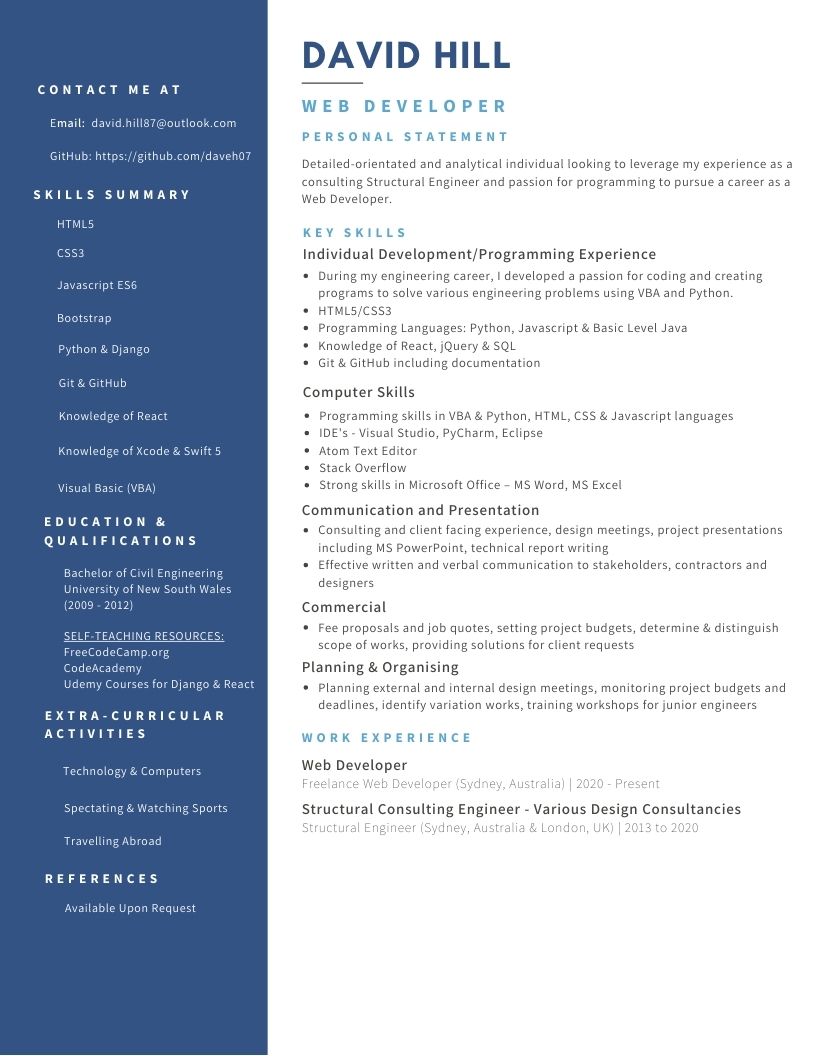 CONTACT ME AT
Email: david.hill87@outlook.com
GitHub: https://github.com/daveh07
SKILLS SUMMARY
HTML5
CSS3
Javascript ES6
Bootstrap
Python & Django
Git & GitHub
Knowledge of React
Knowledge of Xcode & Swift 5
Visual Basic (VBA)
EDUCATION &
QUALIFICATIONS
Bachelor of Civil Engineering
University of New South Wales
(2009 - 2012)
SELF-TEACHING RESOURCES:
FreeCodeCamp.org
CodeAcademy
Udemy Courses for Django & React
EXTRA-CURRICULAR
ACTIVITIES
Technology & Computers
Spectating & Watching Sports
Travelling Abroad
REFERENCES
Available Upon Request
DAVID HILL
WEB DEVELOPER
PERSONAL STATEMENT
Detailed-orientated and analytical individual looking to leverage my experience as a
consulting Structural Engineer and passion for programming to pursue a career as a
Web Developer.
KEY SKILLS
Individual Development/Programming Experience
• During my engineering career, I developed a passion for coding and creating
programs to solve various engineering problems using VBA and Python.
• HTML5/CSS3
• Programming Languages: Python, Javascript & Basic Level Java
• Knowledge of React, jQuery & SQL
• Git & GitHub including documentation
Computer Skills
• Programming skills in VBA & Python, HTML, CSS & Javascript languages
• IDE's - Visual Studio, PyCharm, Eclipse
• Atom Text Editor
• Stack Overflow
• Strong skills in Microsoft Office – MS Word, MS Excel
Communication and Presentation
• Consulting and client facing experience, design meetings, project presentations
including MS PowerPoint, technical report writing
• Effective written and verbal communication to stakeholders, contractors and
designers
Commercial
• Fee proposals and job quotes, setting project budgets, determine & distinguish
scope of works, providing solutions for client requests
Planning & Organising
• Planning external and internal design meetings, monitoring project budgets and
deadlines, identify variation works, training workshops for junior engineers
WORK EXPERIENCE
Web Developer
Freelance Web Developer (Sydney, Australia) | 2020 - Present
Structural Consulting Engineer - Various Design Consultancies
Structural Engineer (Sydney, Australia & London, UK) | 2013 to 2020